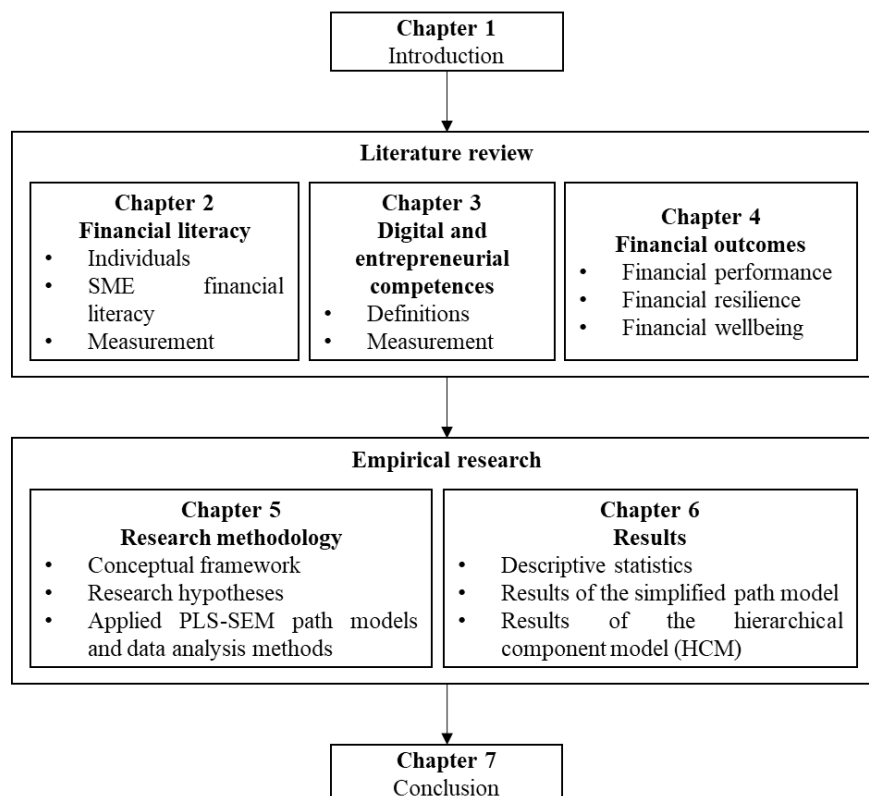 Chapter 1
Introduction
Literature review
Chapter 2
Financial literacy
• Individuals
• SME financial
literacy
• Measurement
Chapter 3
Digital and
entrepreneurial
competences
• Definitions
• Measurement
Chapter 4
Financial outcomes
• Financial performance
• Financial resilience
• Financial wellbeing
Empirical research
Chapter 5
Research methodology
• Conceptual framework
• Research hypotheses
• Applied PLS-SEM path models
and data analysis methods
Chapter 6
Results
• Descriptive statistics
• Results of the simplified path model
• Results of the hierarchical
component model (HCM)
Chapter 7
Conclusion